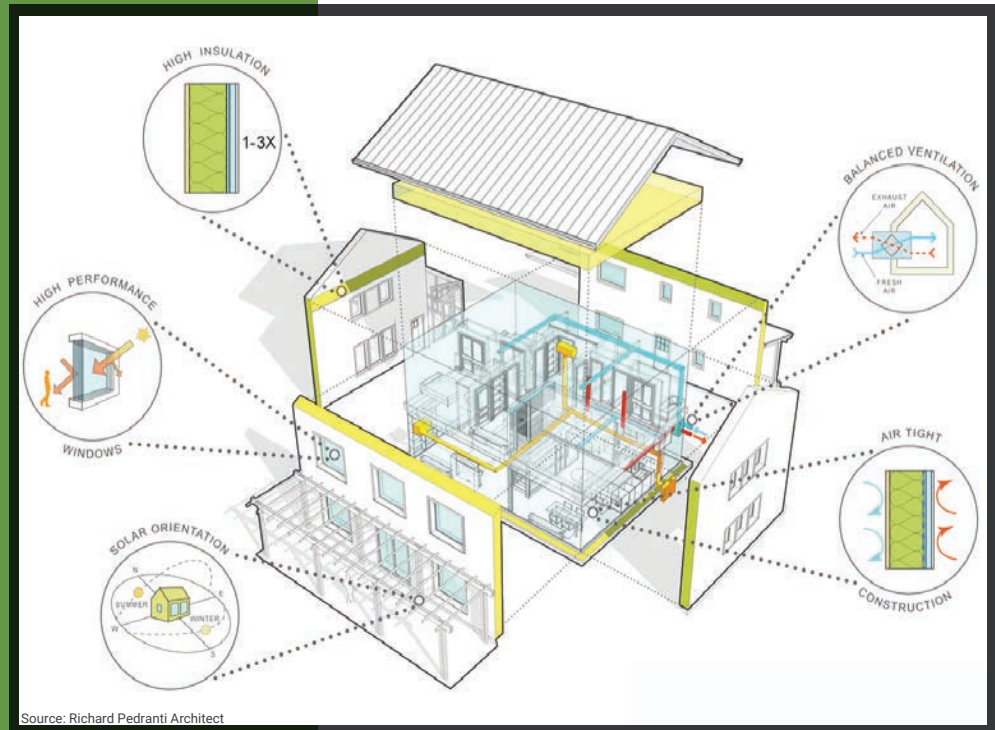 HIGH INSULATION
1-3X
BALANCED VENTILATION
EXHAUST
AIR
FRESH
AIR
HIGH PERFORMANCE
WINDOWS
AIR TIGHT
CONSTRUCTION
SOLAR ORIENTATION
N
SUMMER
E
WINTER
W
S
Source: Richard Pedranti Architect